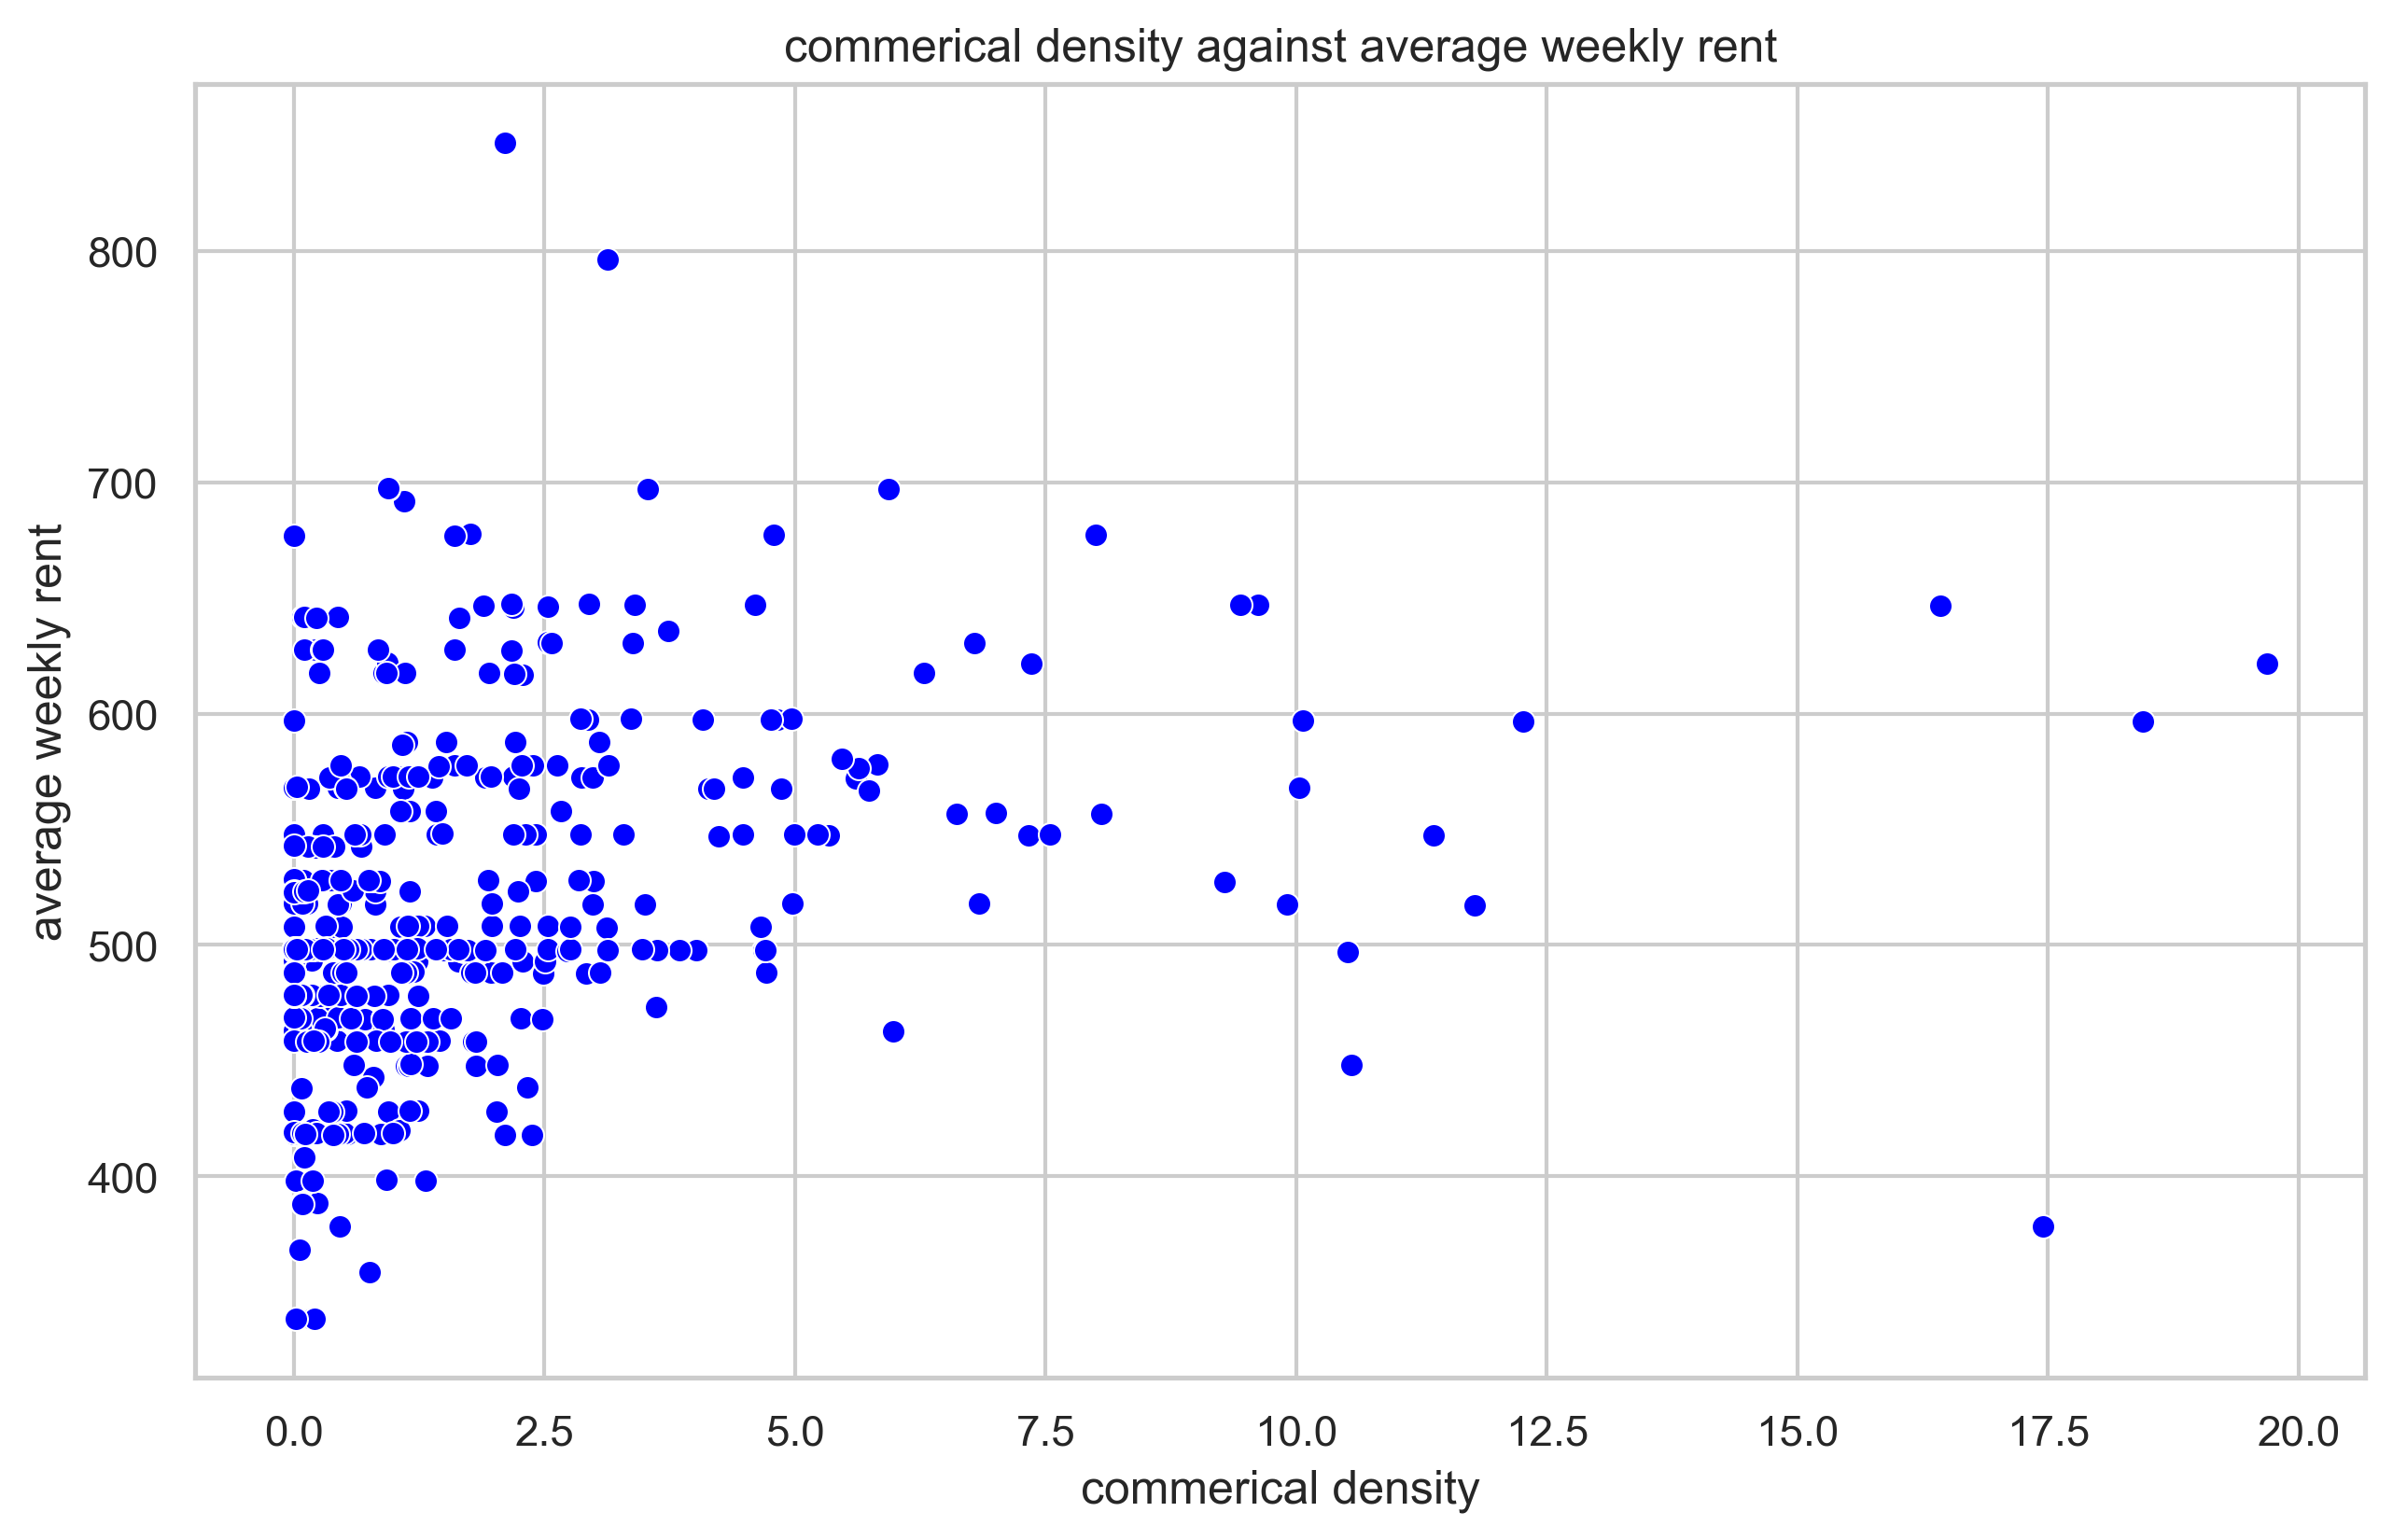 commerical density against average weekly rent
average weekly rent
800
700
600
500
400
0.0 2.5 5.0 7.5 10.0 12.5 15.0 17.5 20.0
commerical density